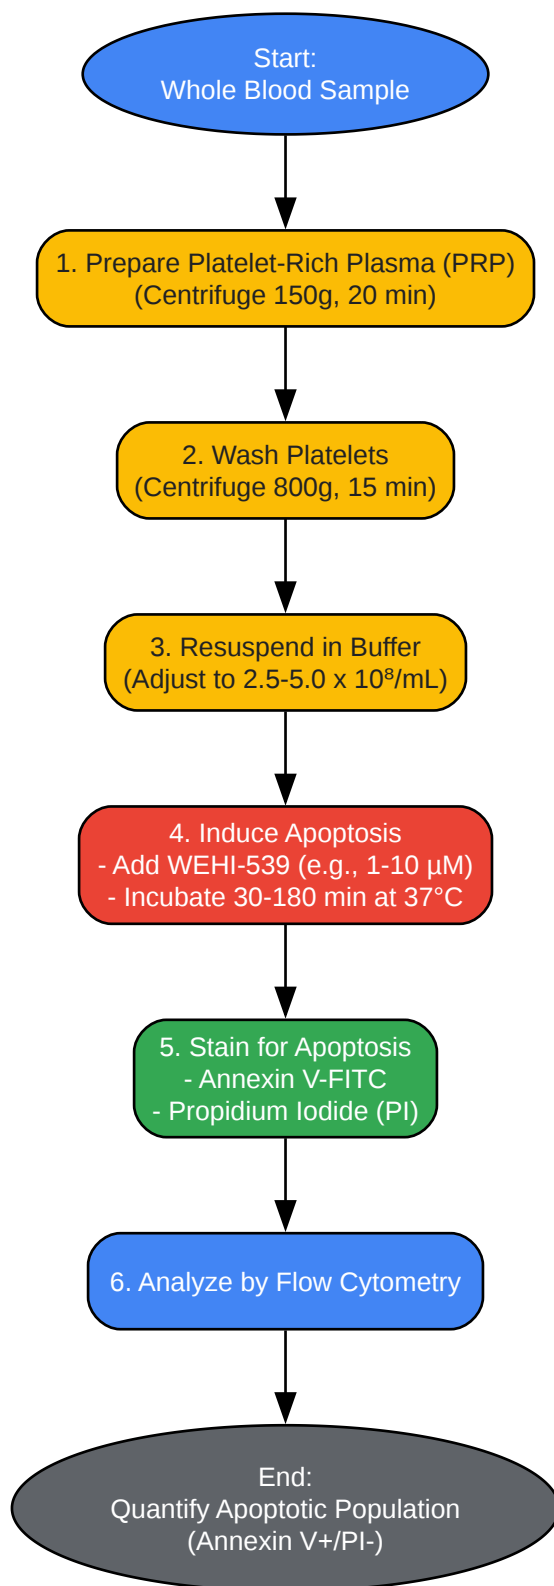 Start:
Whole Blood Sample
1. Prepare Platelet-Rich Plasma (PRP)
(Centrifuge 150g, 20 min)
2. Wash Platelets
(Centrifuge 800g, 15 min)
3. Resuspend in Buffer
(Adjust to 2.5-5.0 x 10⁸/mL)
4. Induce Apoptosis
- Add WEHI-539 (e.g., 1-10 µM)
- Incubate 30-180 min at 37°C
5. Stain for Apoptosis
- Annexin V-FITC
- Propidium Iodide (PI)
6. Analyze by Flow Cytometry
End:
Quantify Apoptotic Population
(Annexin V+/PI-)